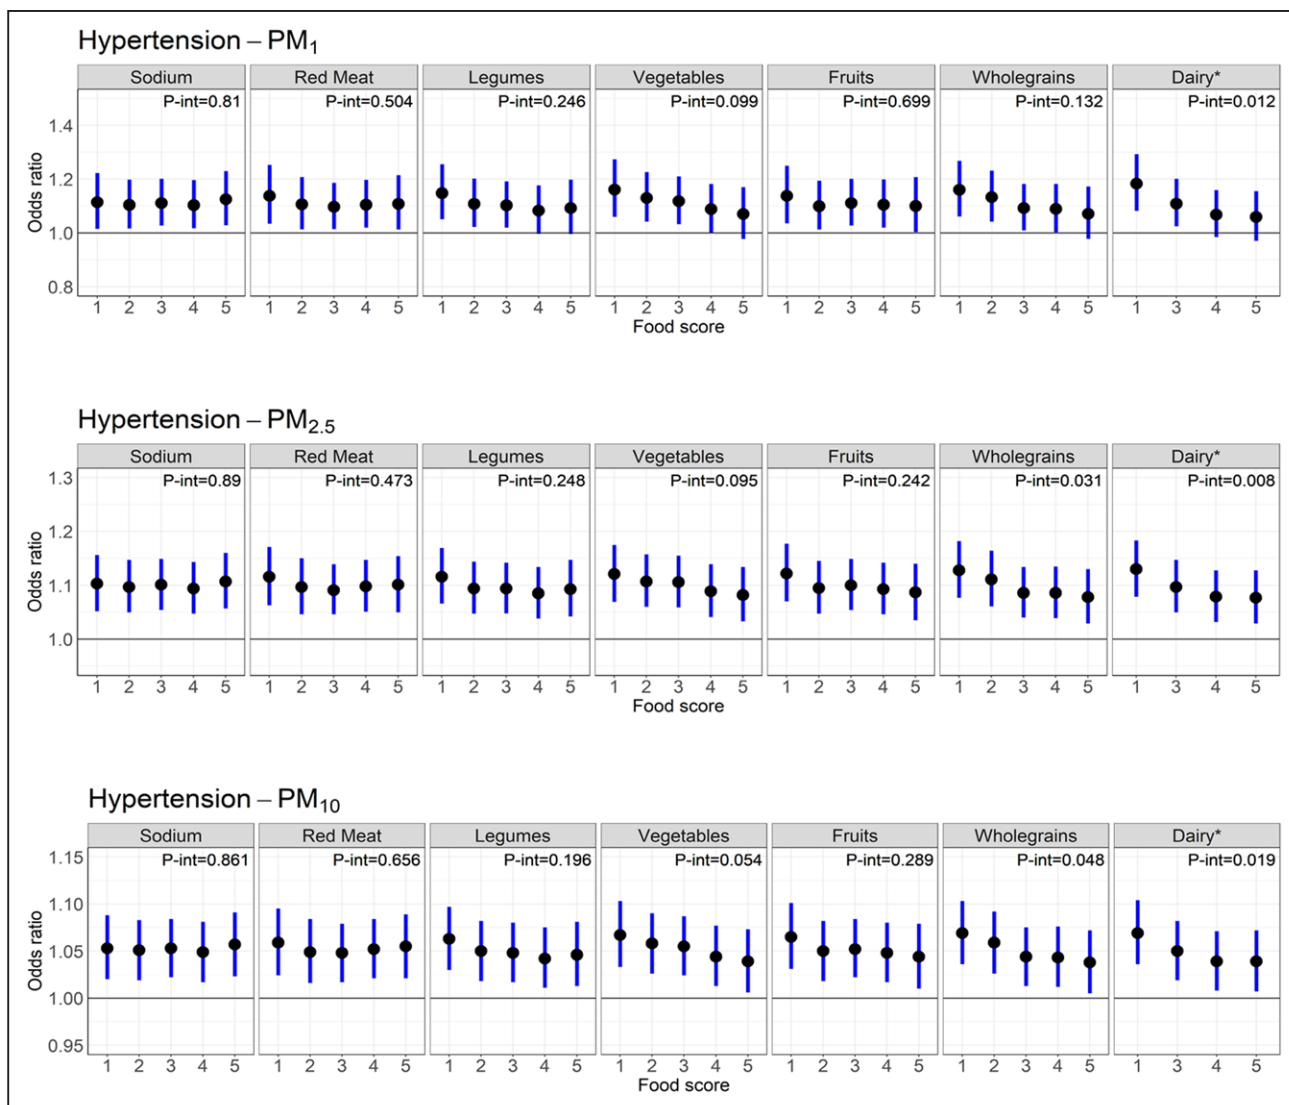 Hypertension – PM1
Sodium Red Meat Legumes Vegetables Fruits Wholegrains Dairy*
P-int=0.81 P-int=0.504 P-int=0.246 P-int=0.099 P-int=0.699 P-int=0.132 P-int=0.012
Odds ratio
1.4
1.2
1.0
0.8
1 2 3 4 5 1 2 3 4 5 1 2 3 4 5 1 2 3 4 5 1 2 3 4 5 1 2 3 4 5 1 3 4 5
Food score
Hypertension – PM2.5
Sodium Red Meat Legumes Vegetables Fruits Wholegrains Dairy*
P-int=0.89 P-int=0.473 P-int=0.248 P-int=0.095 P-int=0.242 P-int=0.031 P-int=0.008
Odds ratio
1.3
1.2
1.1
1.0
1 2 3 4 5 1 2 3 4 5 1 2 3 4 5 1 2 3 4 5 1 2 3 4 5 1 2 3 4 5 1 3 4 5
Food score
Hypertension – PM10
Sodium Red Meat Legumes Vegetables Fruits Wholegrains Dairy*
P-int=0.861 P-int=0.656 P-int=0.196 P-int=0.054 P-int=0.289 P-int=0.048 P-int=0.019
Odds ratio
1.15
1.10
1.05
1.00
0.95
1 2 3 4 5 1 2 3 4 5 1 2 3 4 5 1 2 3 4 5 1 2 3 4 5 1 2 3 4 5 1 3 4 5
Food score